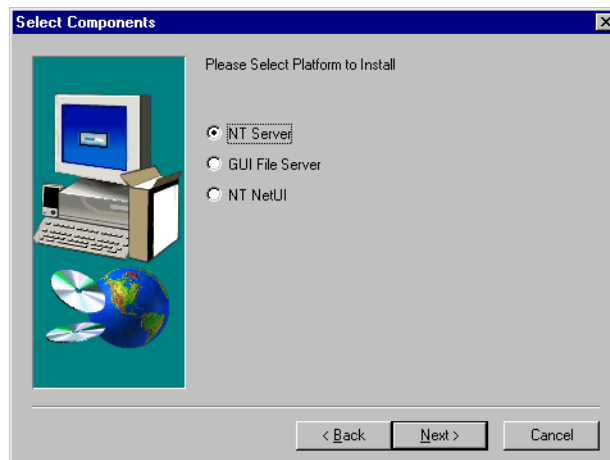 Select Components
Please Select Platform to Install
NT Server
GUI File Server
NT NetUI
< Back
Next >
Cancel